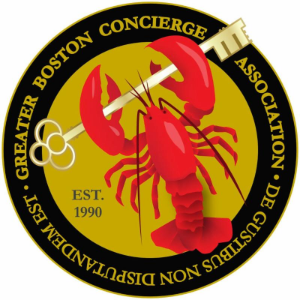 GREATER BOSTON CONCIERGE ASSOCIATION
DE GUSTIBUS NON DISPUTANDEM EST
EST.
1990